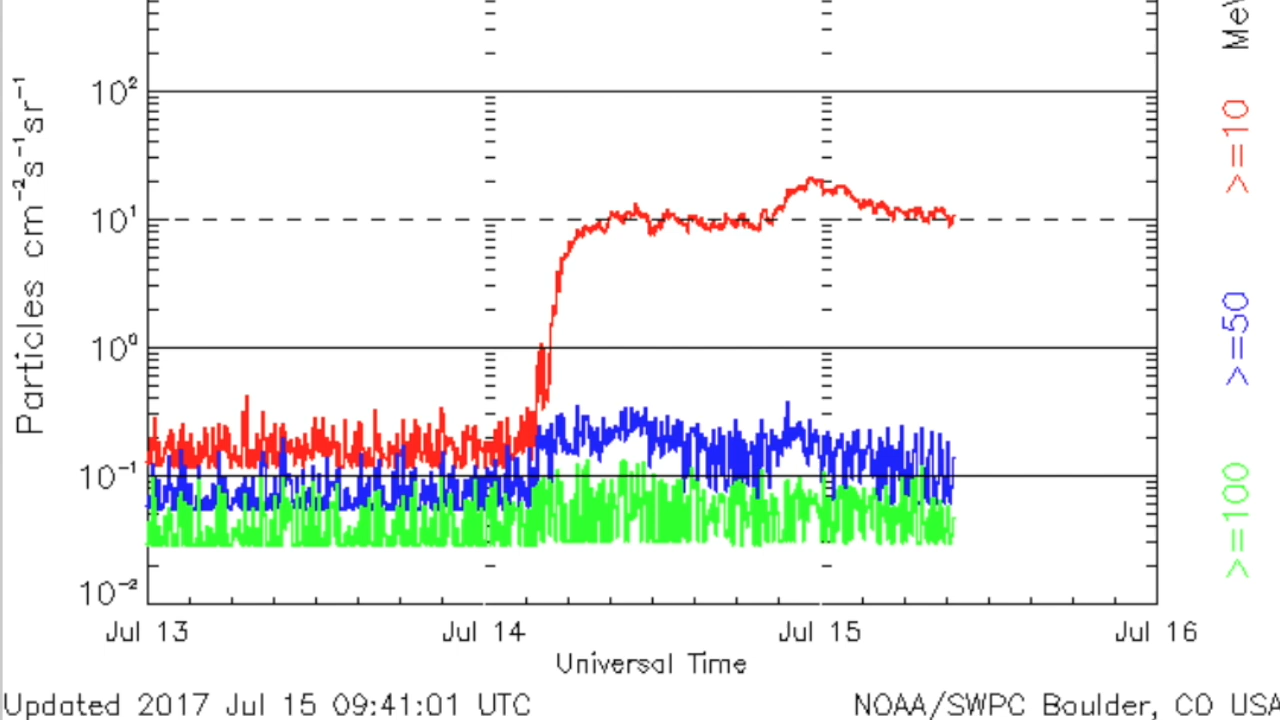 Particles cm⁻²s⁻¹sr⁻¹
10²
10¹
10⁰
10⁻¹
10⁻²
Jul 13 Jul 14 Jul 15 Jul 16
Universal Time
>=10
>=50
>=100
Updated 2017 Jul 15 09:41:01 UTC
NOAA/SWPC Boulder, CO USA